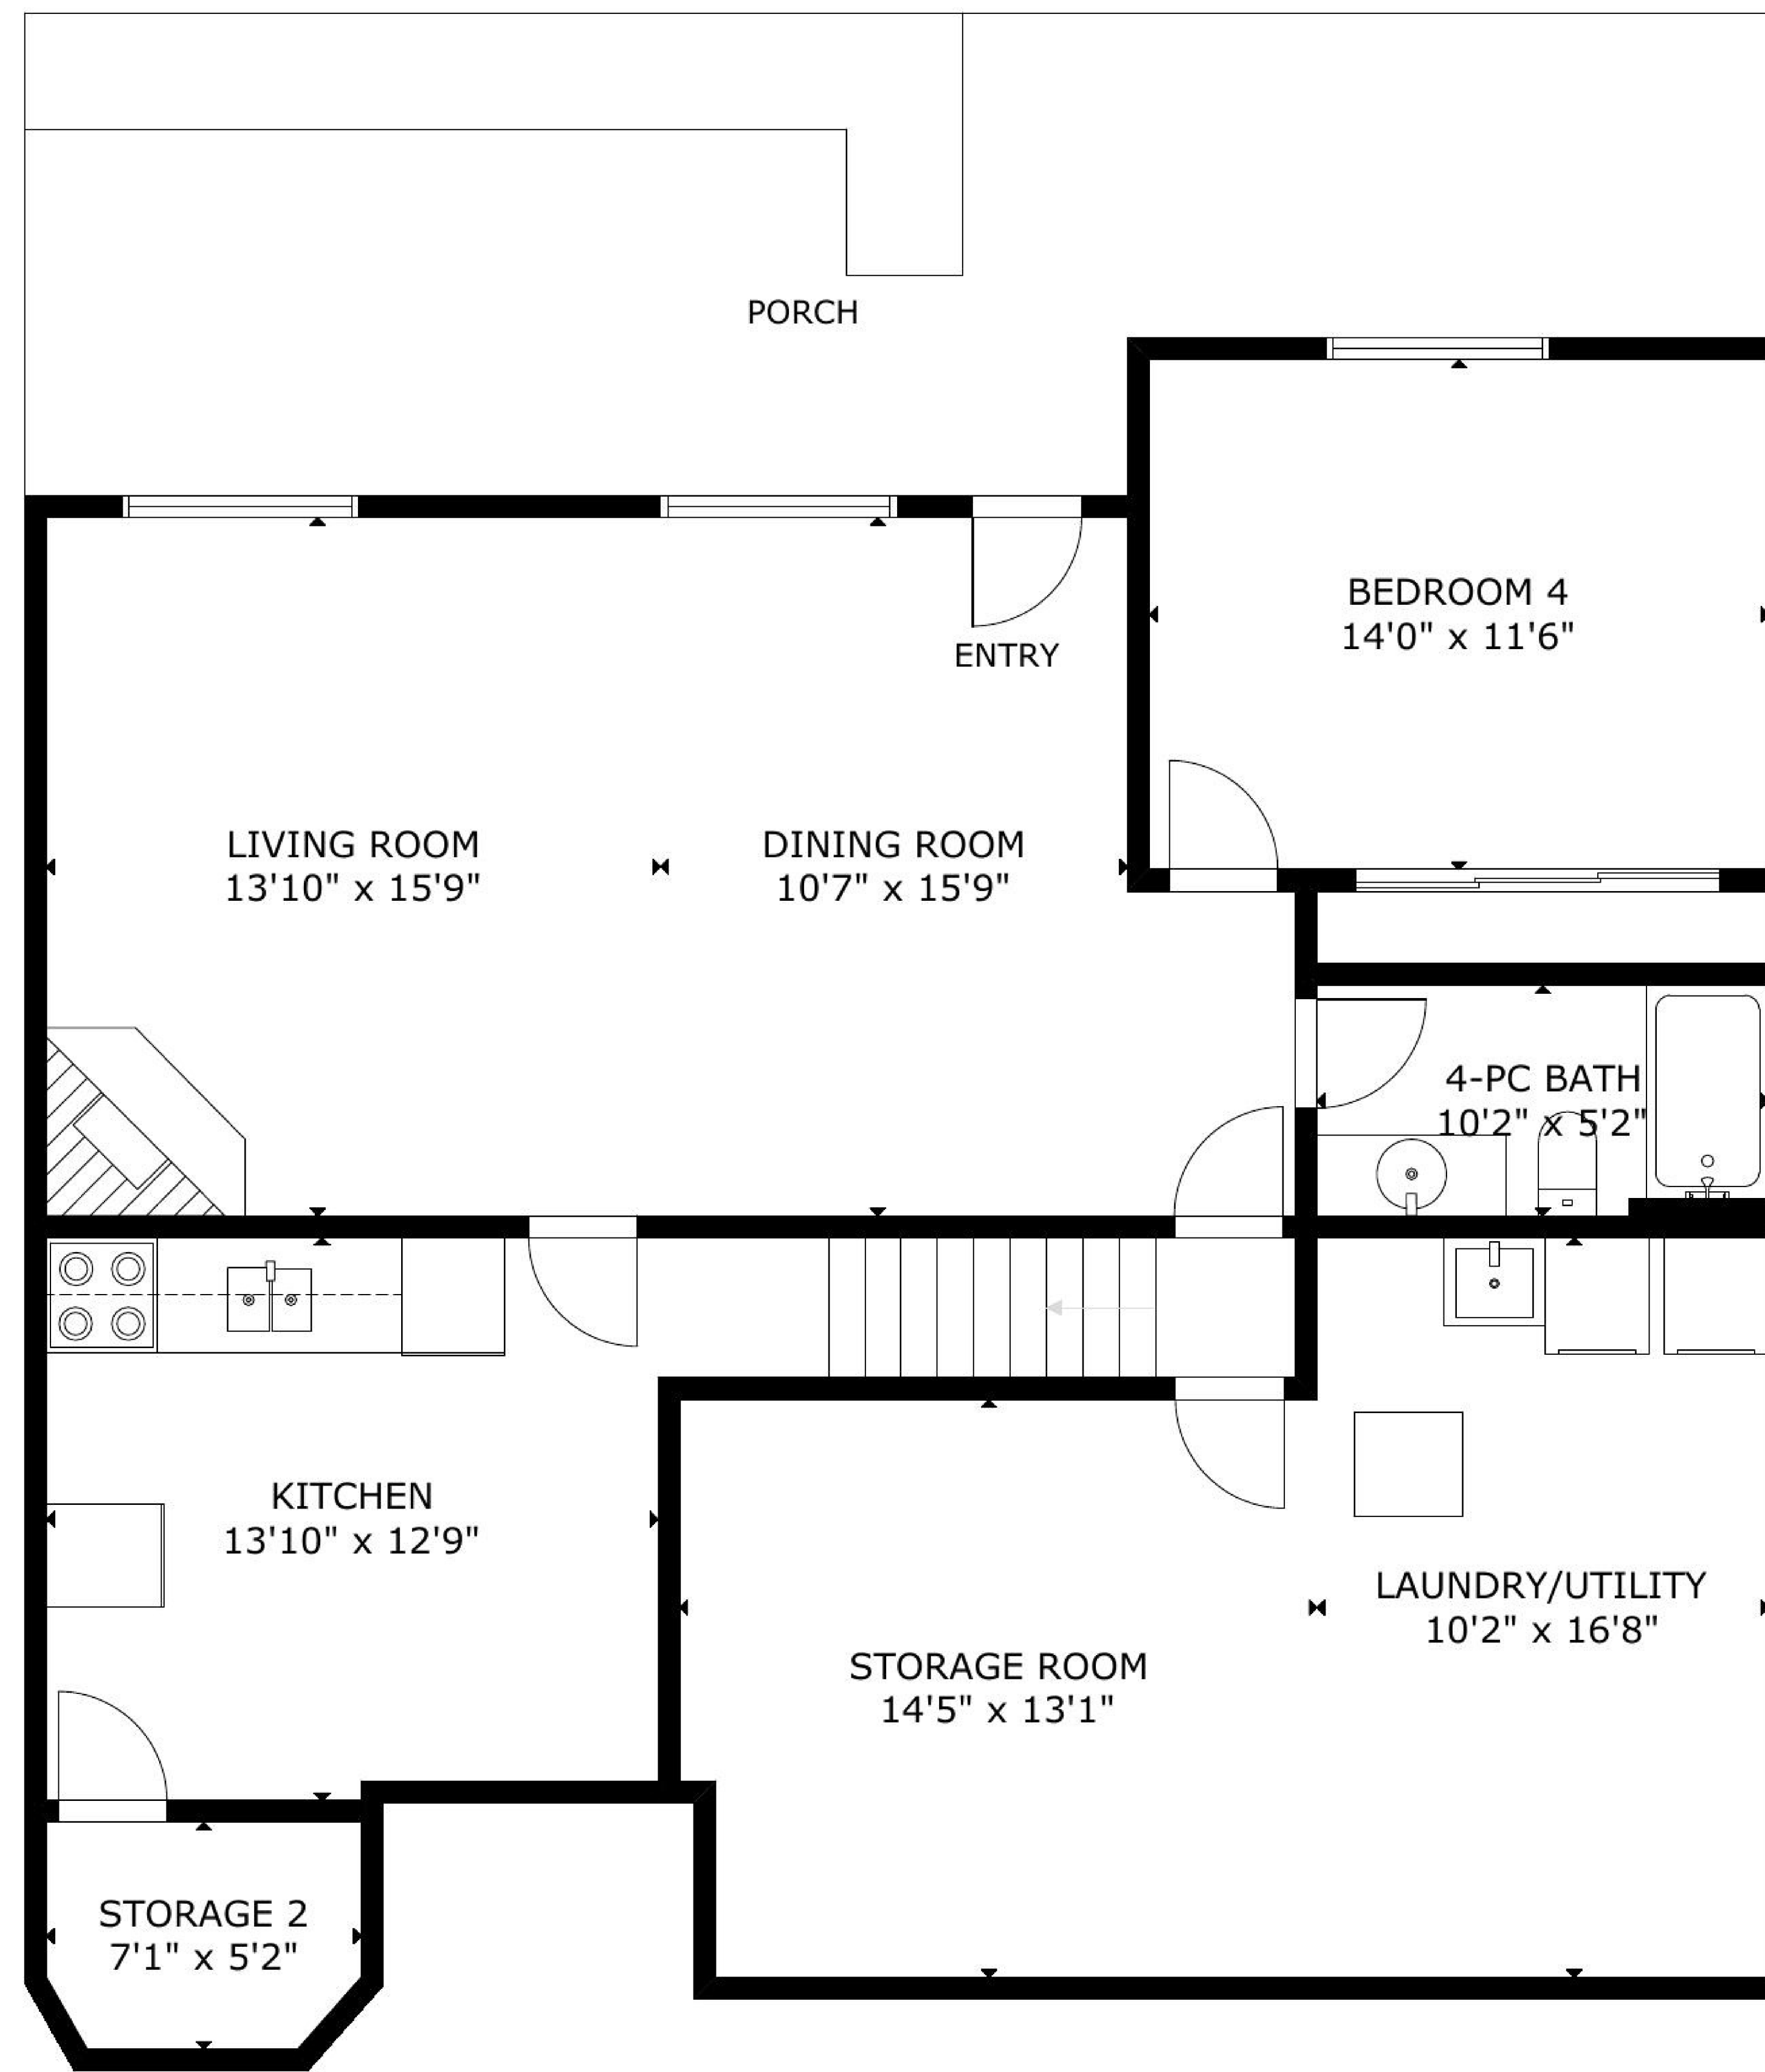 PORCH
BEDROOM 4
14'0" x 11'6"
ENTRY
LIVING ROOM
13'10" x 15'9"
DINING ROOM
10'7" x 15'9"
4-PC BATH
10'2" x 5'2"
KITCHEN
13'10" x 12'9"
LAUNDRY/UTILITY
10'2" x 16'8"
STORAGE ROOM
14'5" x 13'1"
STORAGE 2
7'1" x 5'2"